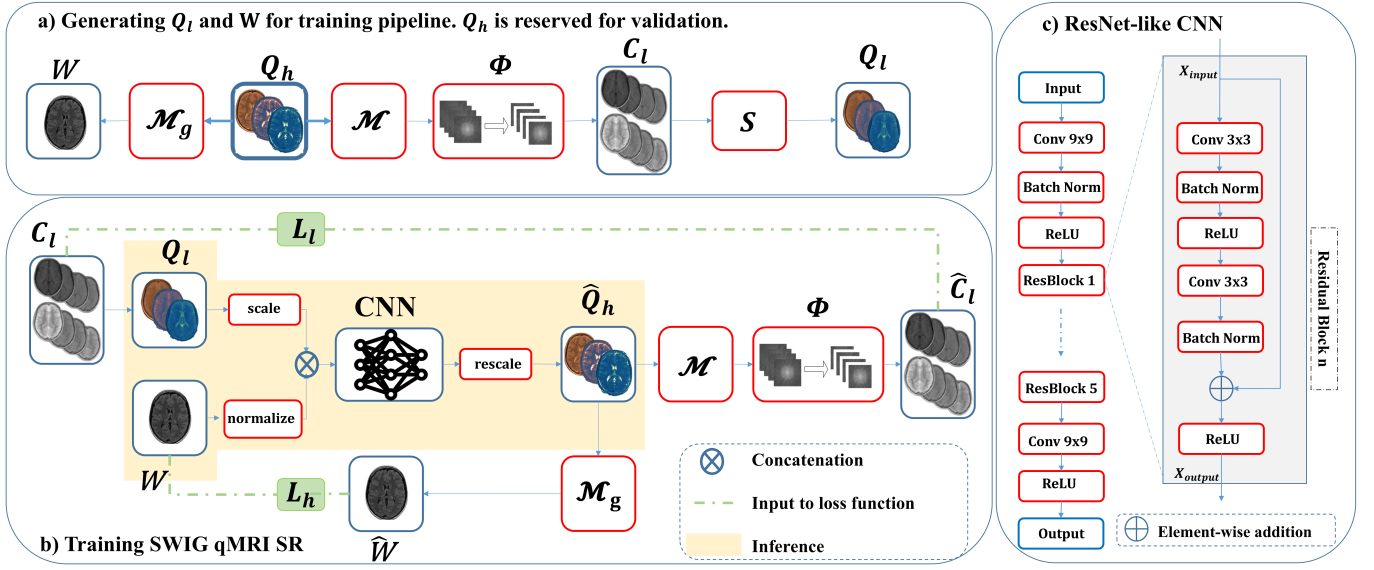 a) Generating Q_l and W for training pipeline. Q_h is reserved for validation.
W
Q_h
Φ
C_l
Q_l
ℳ_g
ℳ
S
C_l
L_l
Q_l
scale
CNN
Q̂_h
Φ
Ĉ_l
rescale
ℳ
normalize
W
L_h
Ŵ
ℳ_g
Concatenation
Input to loss function
Inference
b) Training SWIG qMRI SR
c) ResNet-like CNN
Input
Conv 9x9
Batch Norm
ReLU
ResBlock 1
ResBlock 5
Conv 9x9
ReLU
Output
X_input
Conv 3x3
Batch Norm
ReLU
Conv 3x3
Batch Norm
ReLU
X_output
Residual Block n
Element-wise addition